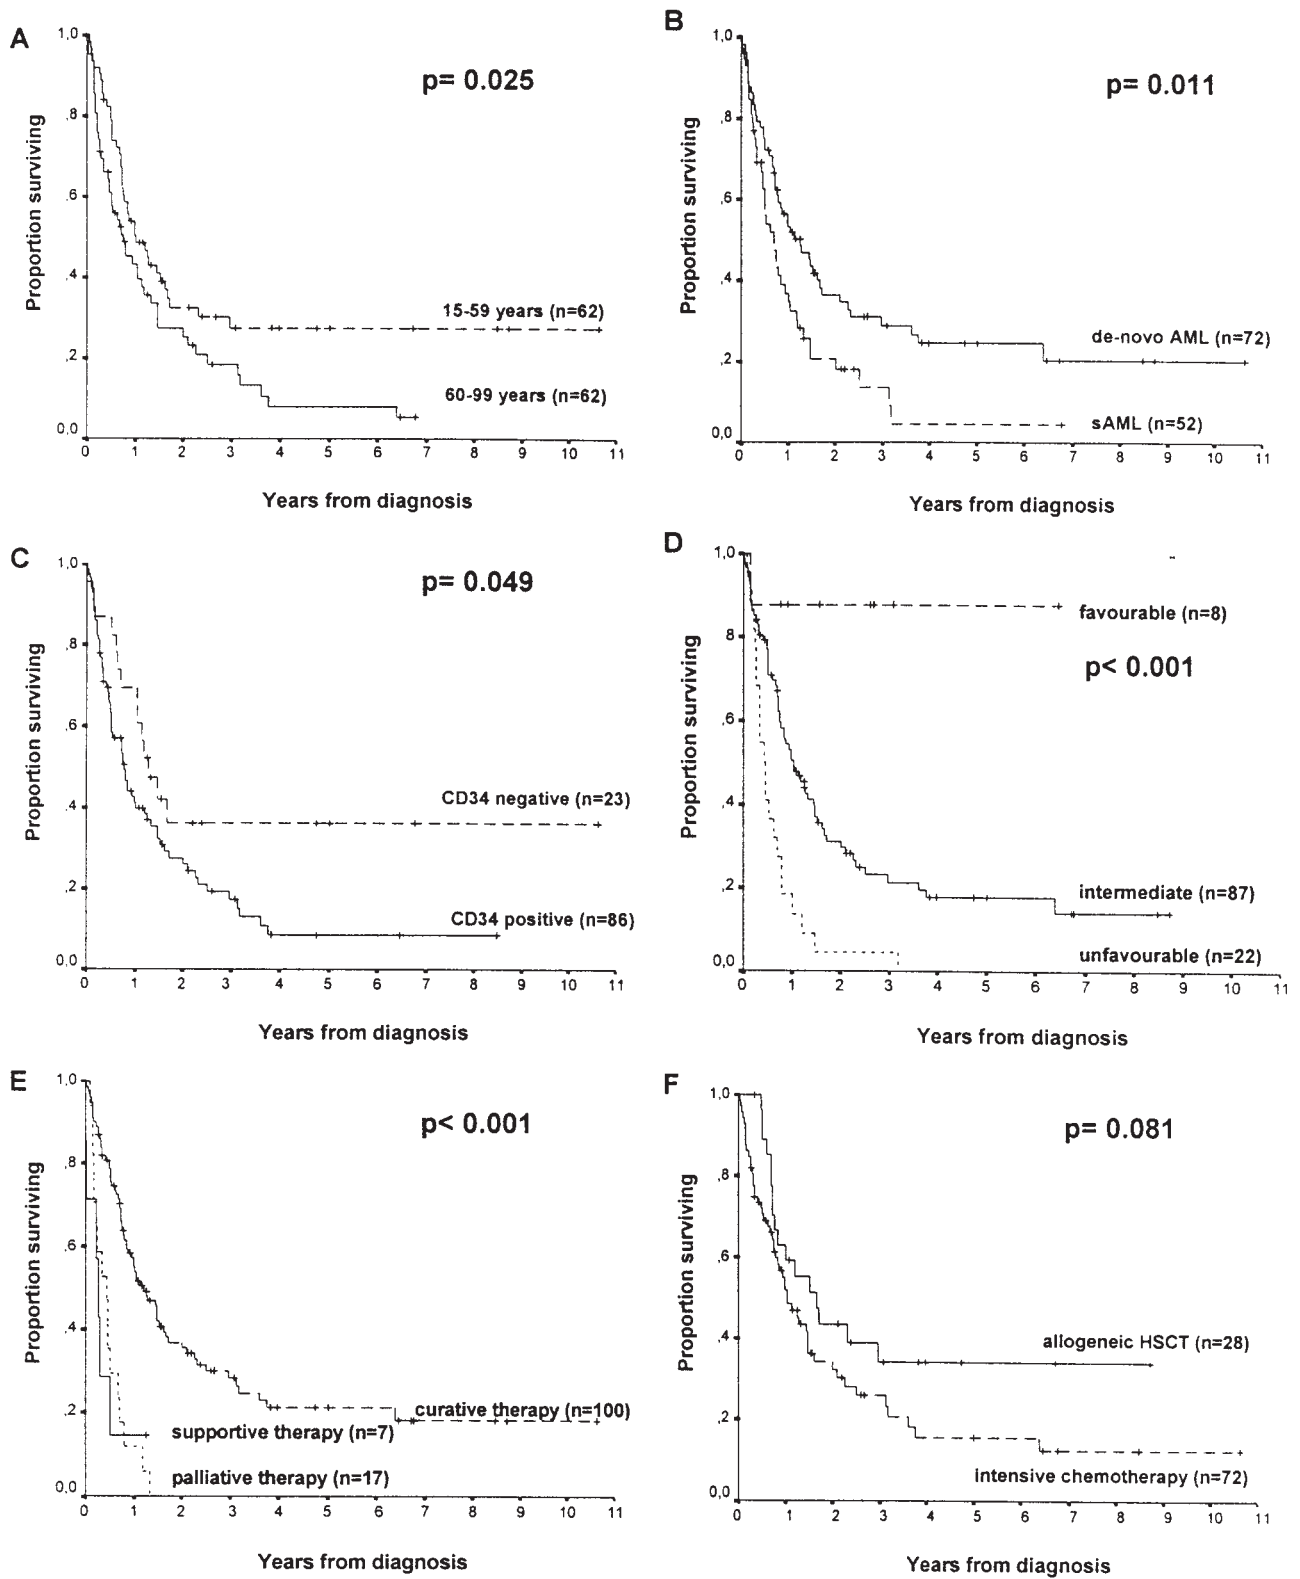 A
1,0
p= 0.025
,8
,6
,4
,2
0.0
Proportion surviving
15-59 years (n=62)
60-99 years (n=62)
0 1 2 3 4 5 6 7 8 9 10 11
Years from diagnosis
B
1,0
p= 0.011
,8
,6
,4
,2
0,0
Proportion surviving
de-novo AML (n=72)
sAML (n=52)
0 1 2 3 4 5 6 7 8 9 10 11
Years from diagnosis
C
1,0
p= 0.049
,8
,6
,4
,2
0,0
Proportion surviving
CD34 negative (n=23)
CD34 positive (n=86)
0 1 2 3 4 5 6 7 8 9 10 11
Years from diagnosis
D
1,0
8
,6
,4
,2
0,0
Proportion surviving
favourable (n=8)
p< 0.001
intermediate (n=87)
unfavourable (n=22)
0 1 2 3 4 5 6 7 8 9 10 11
Years from diagnosis
E
1,0
p< 0.001
,8
,6
,4
,2
0.0
Proportion surviving
curative therapy (n=100)
supportive therapy (n=7)
palliative therapy (n=17)
0 1 2 3 4 5 6 7 8 9 10 11
Years from diagnosis
F
1,0
p= 0.081
,8
,6
,4
,2
0,0
Proportion surviving
allogeneic HSCT (n=28)
intensive chemotherapy (n=72)
0 1 2 3 4 5 6 7 8 9 10 11
Years from diagnosis